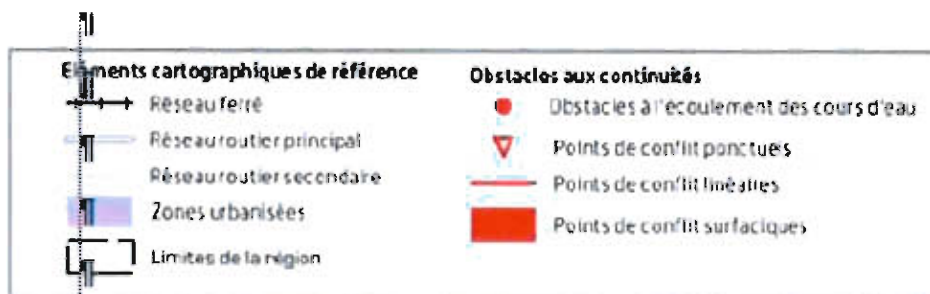 Eléments cartographiques de référence
Réseau ferré
Réseau routier principal
Réseau routier secondaire
Zones urbanisées
Limites de la région
Obstacles aux continuités
Obstacles à l'écoulement des cours d'eau
Points de conflit ponctuels
Points de conflit linéaires
Points de conflit surfaciques